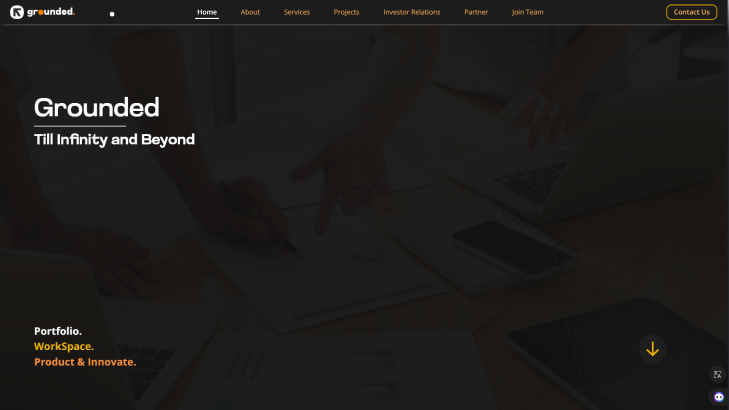 grounded.
Home About Services Projects Investor Relations Partner Join Team Contact Us
Grounded
Till Infinity and Beyond
Portfolio.
WorkSpace.
Product & Innovate.